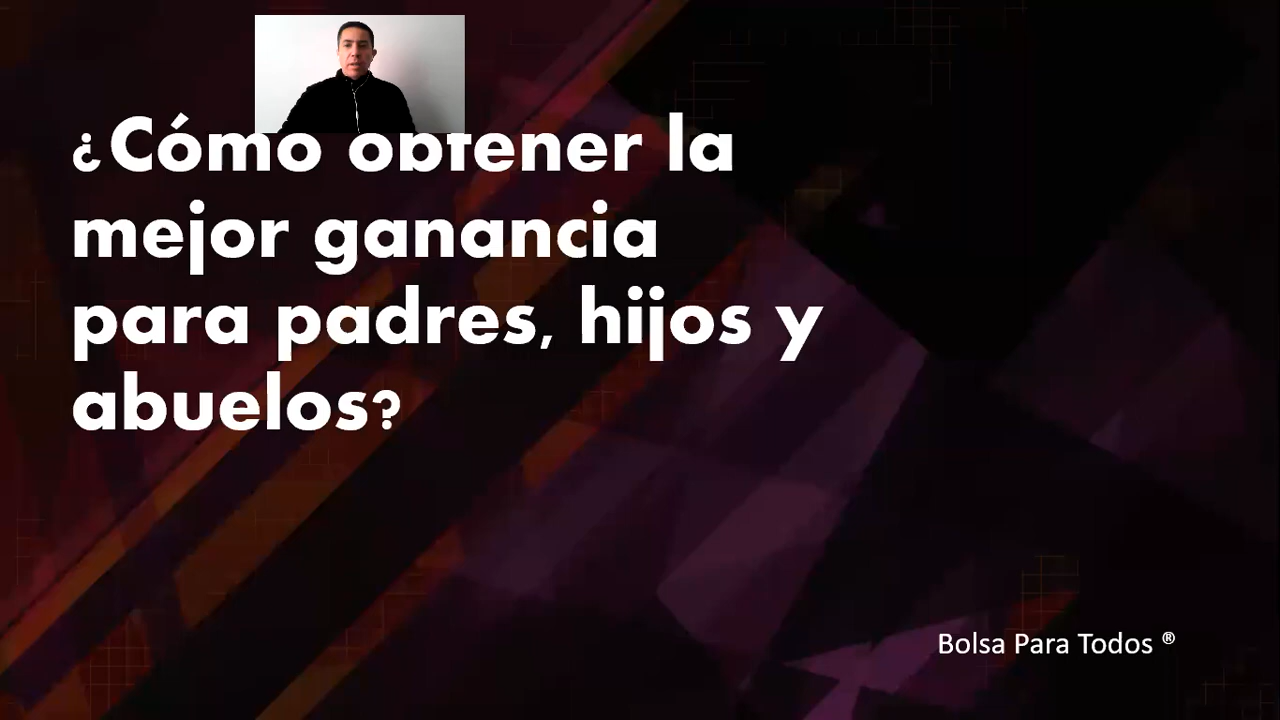 ¿Cómo obtener la
mejor ganancia
para padres, hijos y
abuelos?
Bolsa Para Todos ®